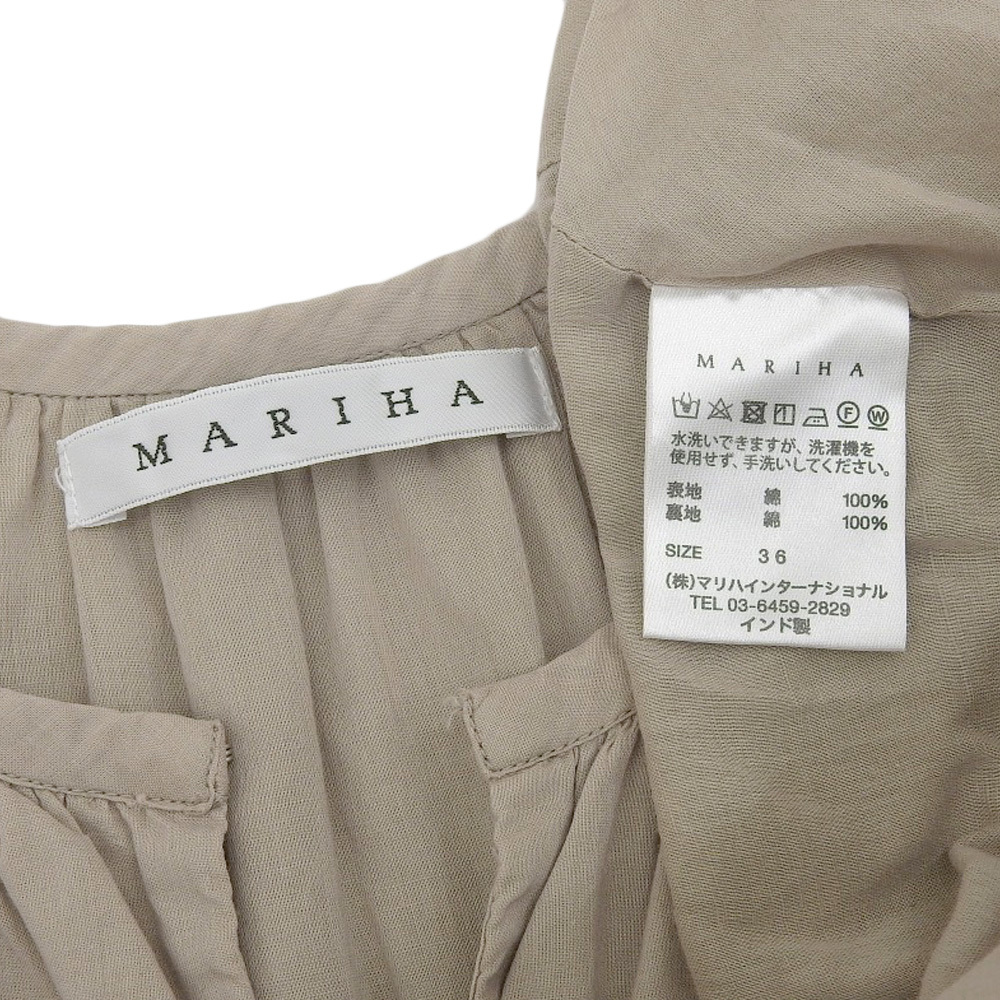 MARIHA
MARIHA
F W
水洗いできますが、洗濯機を
使用せず、手洗いしてください。
表地 綿 100%
裏地 綿 100%
SIZE 36
(株)マリハインターナショナル
TEL 03-6459-2829
インド製